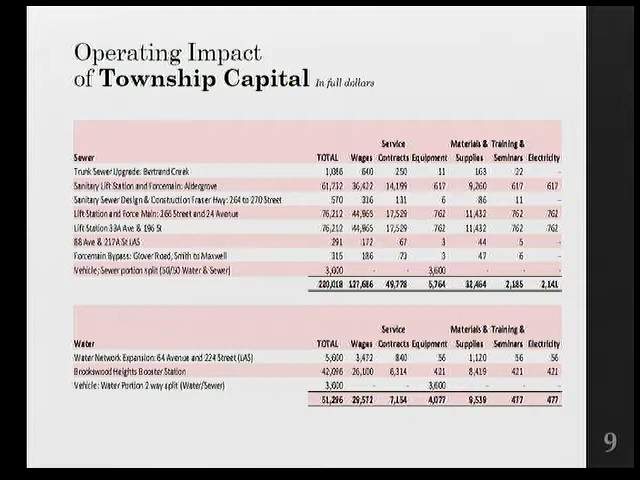 Operating Impact
of Township Capital In full dollars
Service Materials & Training &
Sewer TOTAL Wages Contracts Equipment Supplies Seminars Electricity
Trunk Sewer Upgrade: Bertrand Creek 1,086 640 250 11 163 22 -
Sanitary Lift Station and Forcemain: Aldergrove 61,732 36,422 14,199 617 9,260 617 617
Sanitary Sewer Design & Construction Fraser Hwy: 264 to 270 Street 570 336 131 6 86 11 -
Lift Station and Force Main: 266 Street and 24 Avenue 76,212 44,965 17,529 762 11,432 762 762
Lift Station 33A Ave & 196 St 76,212 44,965 17,529 762 11,432 762 762
88 Ave & 217A St LAS 291 172 67 3 44 5 -
Forcemain Bypass: Glover Road, Smith to Maxwell 315 186 73 3 47 6 -
Vehicle; Sewer portion split (50/50 Water & Sewer) 3,600 - - 3,600 - - -
220,018 127,686 49,778 5,764 32,464 2,185 2,141
Service Materials & Training &
Water TOTAL Wages Contracts Equipment Supplies Seminars Electricity
Water Network Expansion: 64 Avenue and 224 Street (LAS) 5,600 3,472 840 56 1,120 56 56
Brookswood Heights Booster Station 42,096 26,100 6,314 421 8,419 421 421
Vehicle: Water Portion 2 way split (Water/Sewer) 3,600 - - 3,600 - - -
51,296 29,572 7,154 4,077 9,539 477 477
9